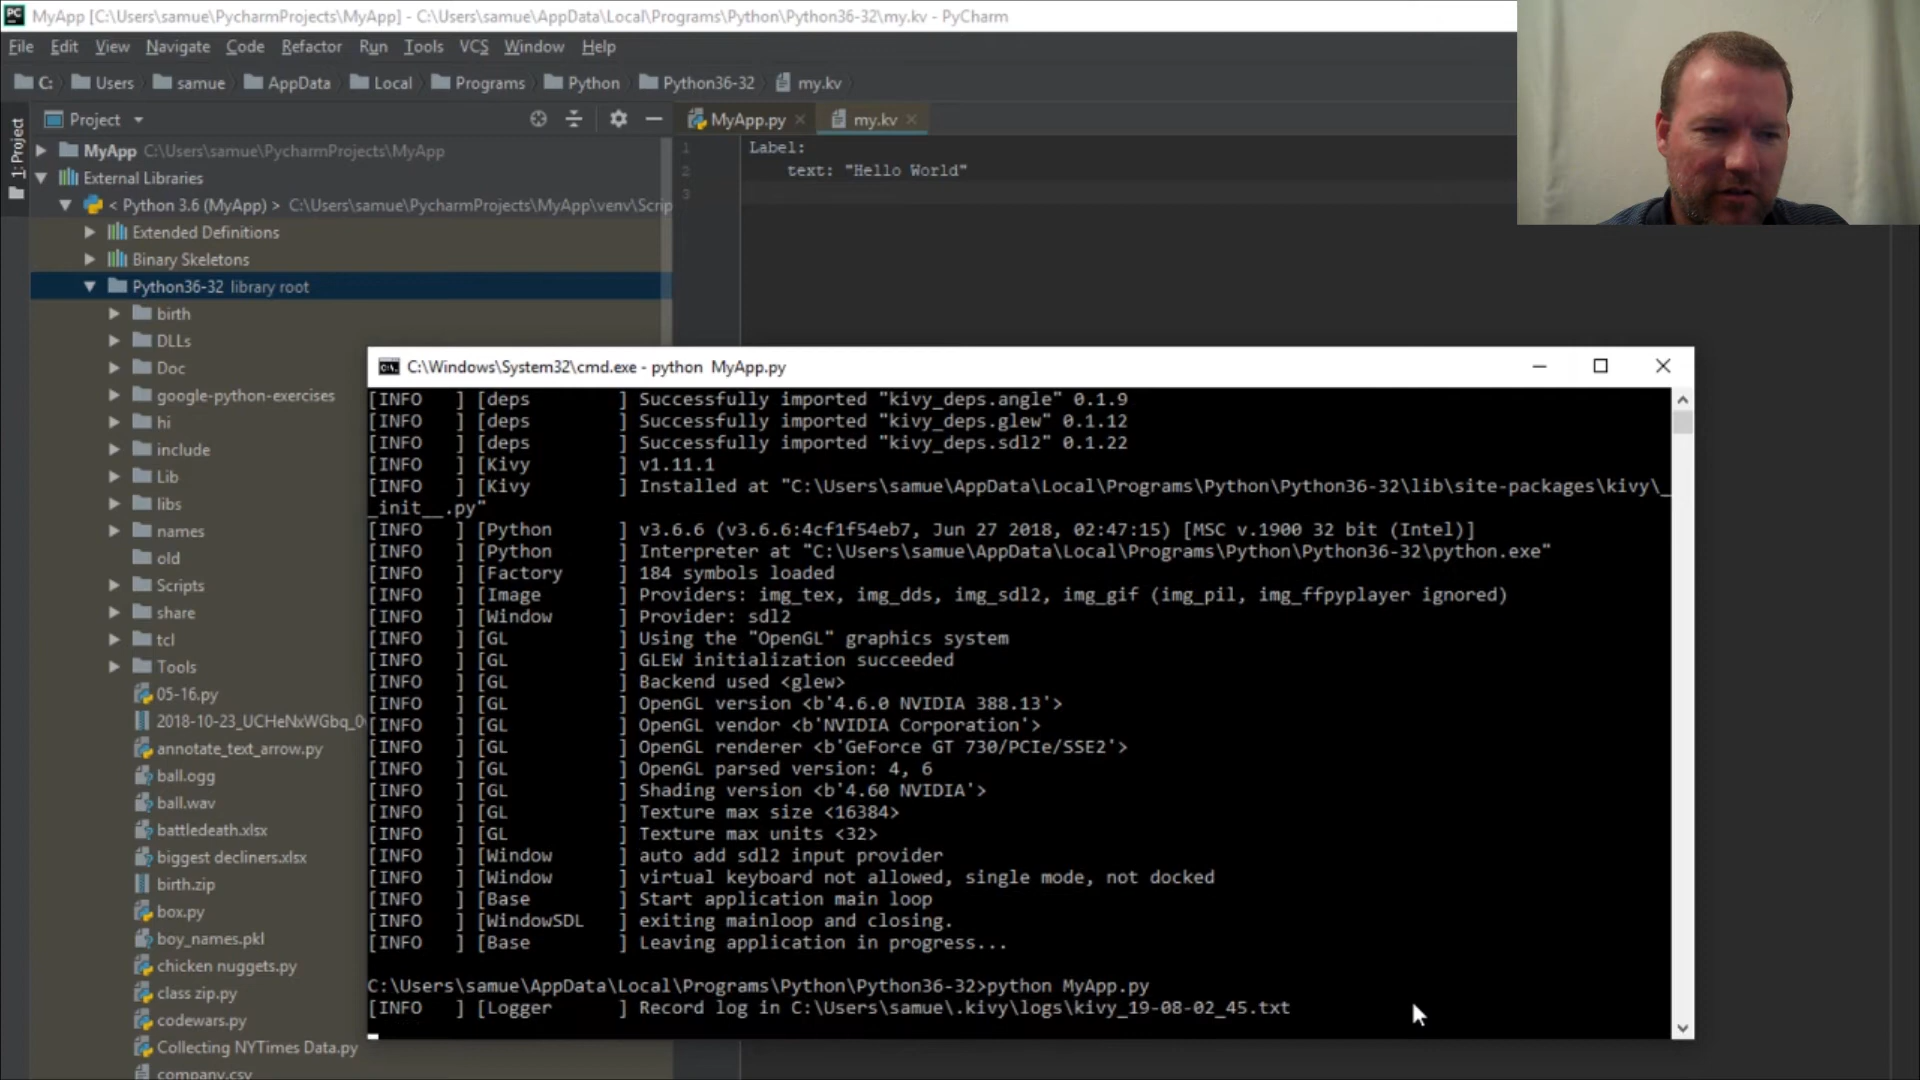 PC MyApp [C:\Users\samue\PycharmProjects\MyApp] - C:\Users\samue\AppData\Local\Programs\Python\Python36-32\my.kv - PyCharm
File Edit View Navigate Code Refactor Run Tools VCS Window Help
C: Users samue AppData Local Programs Python Python36-32 my.kv
1: Project
Project
MyApp.py my.kv
MyApp C:\Users\samue\PycharmProjects\MyApp
External Libraries
< Python 3.6 (MyApp) > C:\Users\samue\PycharmProjects\MyApp\venv\Scrip
Extended Definitions
Binary Skeletons
Python36-32 library root
birth
DLLs
Doc
google-python-exercises
hi
include
Lib
libs
names
old
Scripts
share
tcl
Tools
05-16.py
2018-10-23_UCHeNxWGbq_0
annotate_text_arrow.py
ball.ogg
ball.wav
battledeath.xlsx
biggest decliners.xlsx
birth.zip
box.py
boy_names.pkl
chicken nuggets.py
class zip.py
codewars.py
Collecting NYTimes Data.py
company.csv
1 Label:
2 text: "Hello World"
3
C:\Windows\System32\cmd.exe - python MyApp.py
[INFO ] [deps ] Successfully imported "kivy_deps.angle" 0.1.9
[INFO ] [deps ] Successfully imported "kivy_deps.glew" 0.1.12
[INFO ] [deps ] Successfully imported "kivy_deps.sdl2" 0.1.22
[INFO ] [Kivy ] v1.11.1
[INFO ] [Kivy ] Installed at "C:\Users\samue\AppData\Local\Programs\Python\Python36-32\lib\site-packages\kivy\_
_init__.py"
[INFO ] [Python ] v3.6.6 (v3.6.6:4cf1f54eb7, Jun 27 2018, 02:47:15) [MSC v.1900 32 bit (Intel)]
[INFO ] [Python ] Interpreter at "C:\Users\samue\AppData\Local\Programs\Python\Python36-32\python.exe"
[INFO ] [Factory ] 184 symbols loaded
[INFO ] [Image ] Providers: img_tex, img_dds, img_sdl2, img_gif (img_pil, img_ffpyplayer ignored)
[INFO ] [Window ] Provider: sdl2
[INFO ] [GL ] Using the "OpenGL" graphics system
[INFO ] [GL ] GLEW initialization succeeded
[INFO ] [GL ] Backend used <glew>
[INFO ] [GL ] OpenGL version <b'4.6.0 NVIDIA 388.13'>
[INFO ] [GL ] OpenGL vendor <b'NVIDIA Corporation'>
[INFO ] [GL ] OpenGL renderer <b'GeForce GT 730/PCIe/SSE2'>
[INFO ] [GL ] OpenGL parsed version: 4, 6
[INFO ] [GL ] Shading version <b'4.60 NVIDIA'>
[INFO ] [GL ] Texture max size <16384>
[INFO ] [GL ] Texture max units <32>
[INFO ] [Window ] auto add sdl2 input provider
[INFO ] [Window ] virtual keyboard not allowed, single mode, not docked
[INFO ] [Base ] Start application main loop
[INFO ] [WindowSDL ] exiting mainloop and closing.
[INFO ] [Base ] Leaving application in progress...
C:\Users\samue\AppData\Local\Programs\Python\Python36-32>python MyApp.py
[INFO ] [Logger ] Record log in C:\Users\samue\.kivy\logs\kivy_19-08-02_45.txt